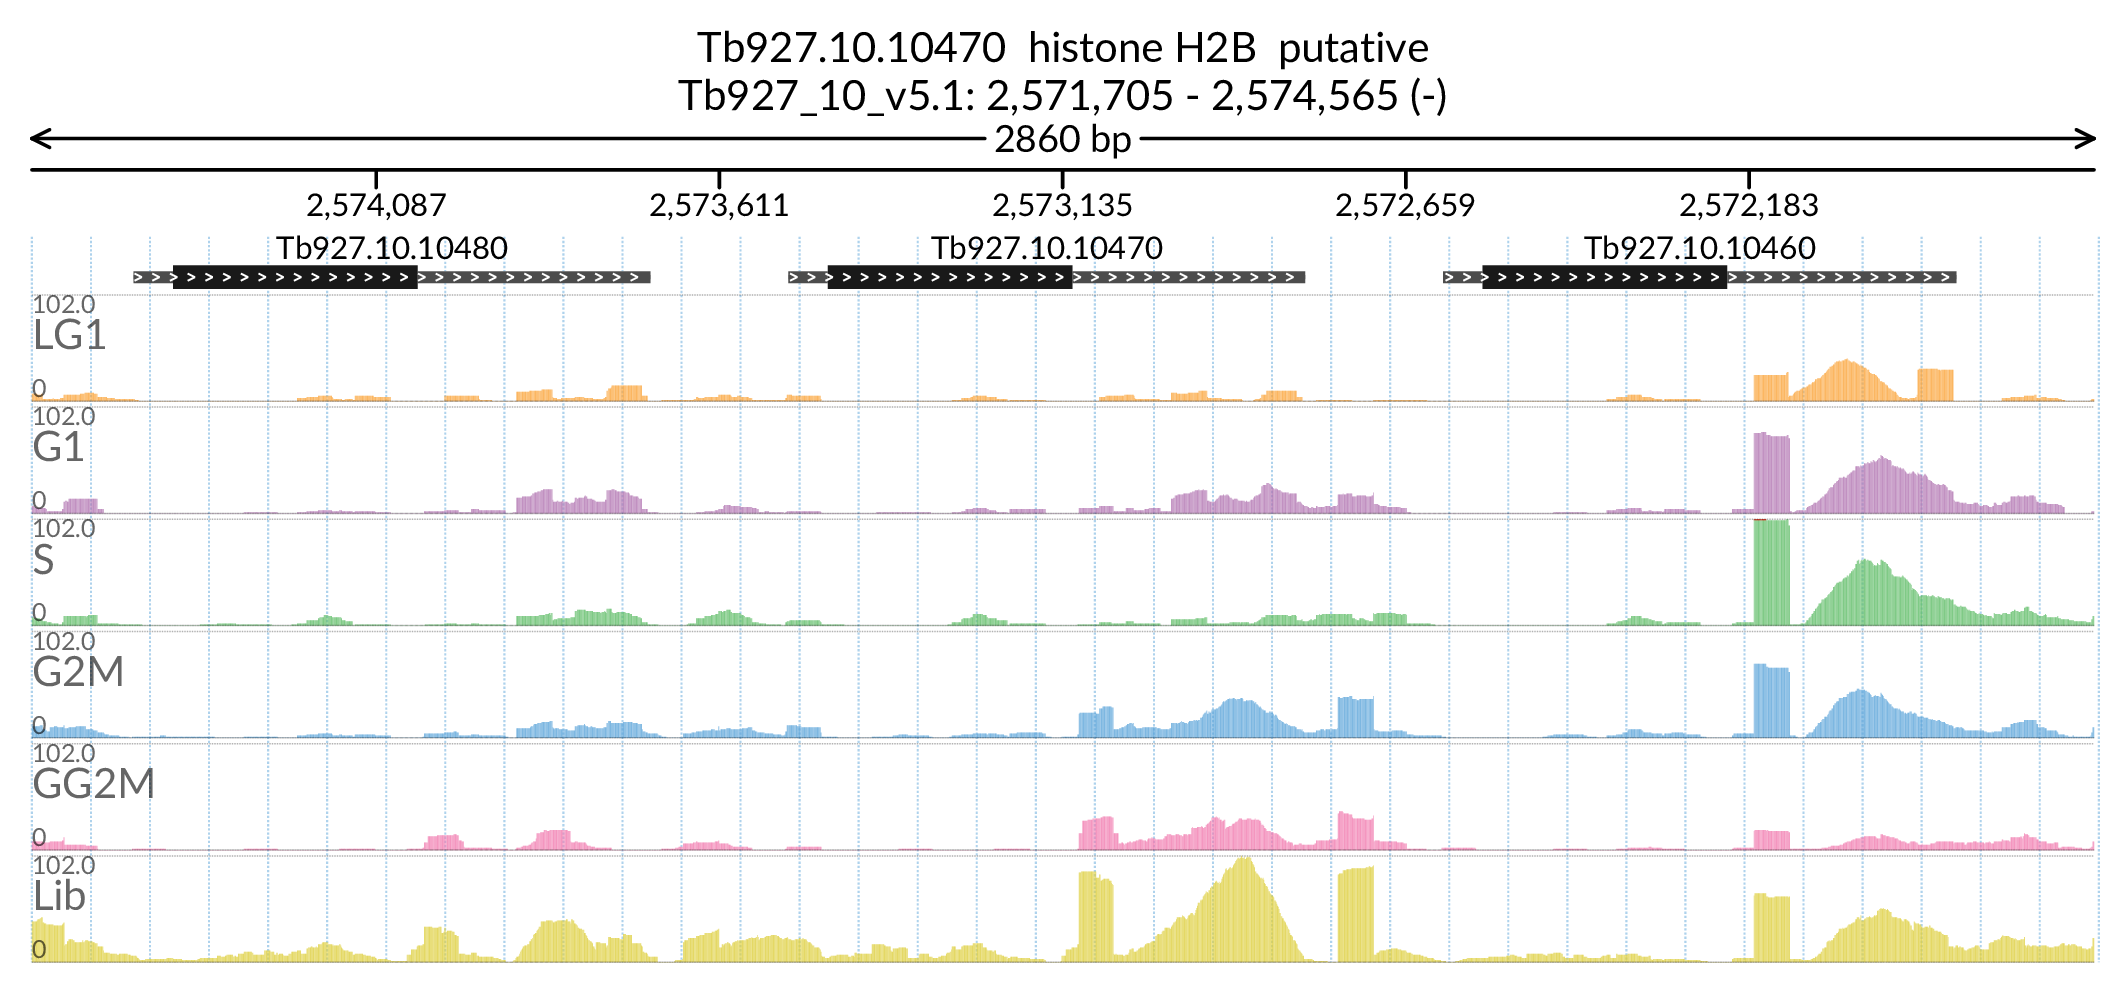 Tb927.10.10470 histone H2B putative
Tb927_10_v5.1: 2,571,705 - 2,574,565 (-)
2860 bp
2,574,087 2,573,611 2,573,135 2,572,659 2,572,183
Tb927.10.10480 Tb927.10.10470 Tb927.10.10460
102.0
LG1
0
102.0
G1
0
102.0
S
0
102.0
G2M
0
102.0
GG2M
0
102.0
Lib
0